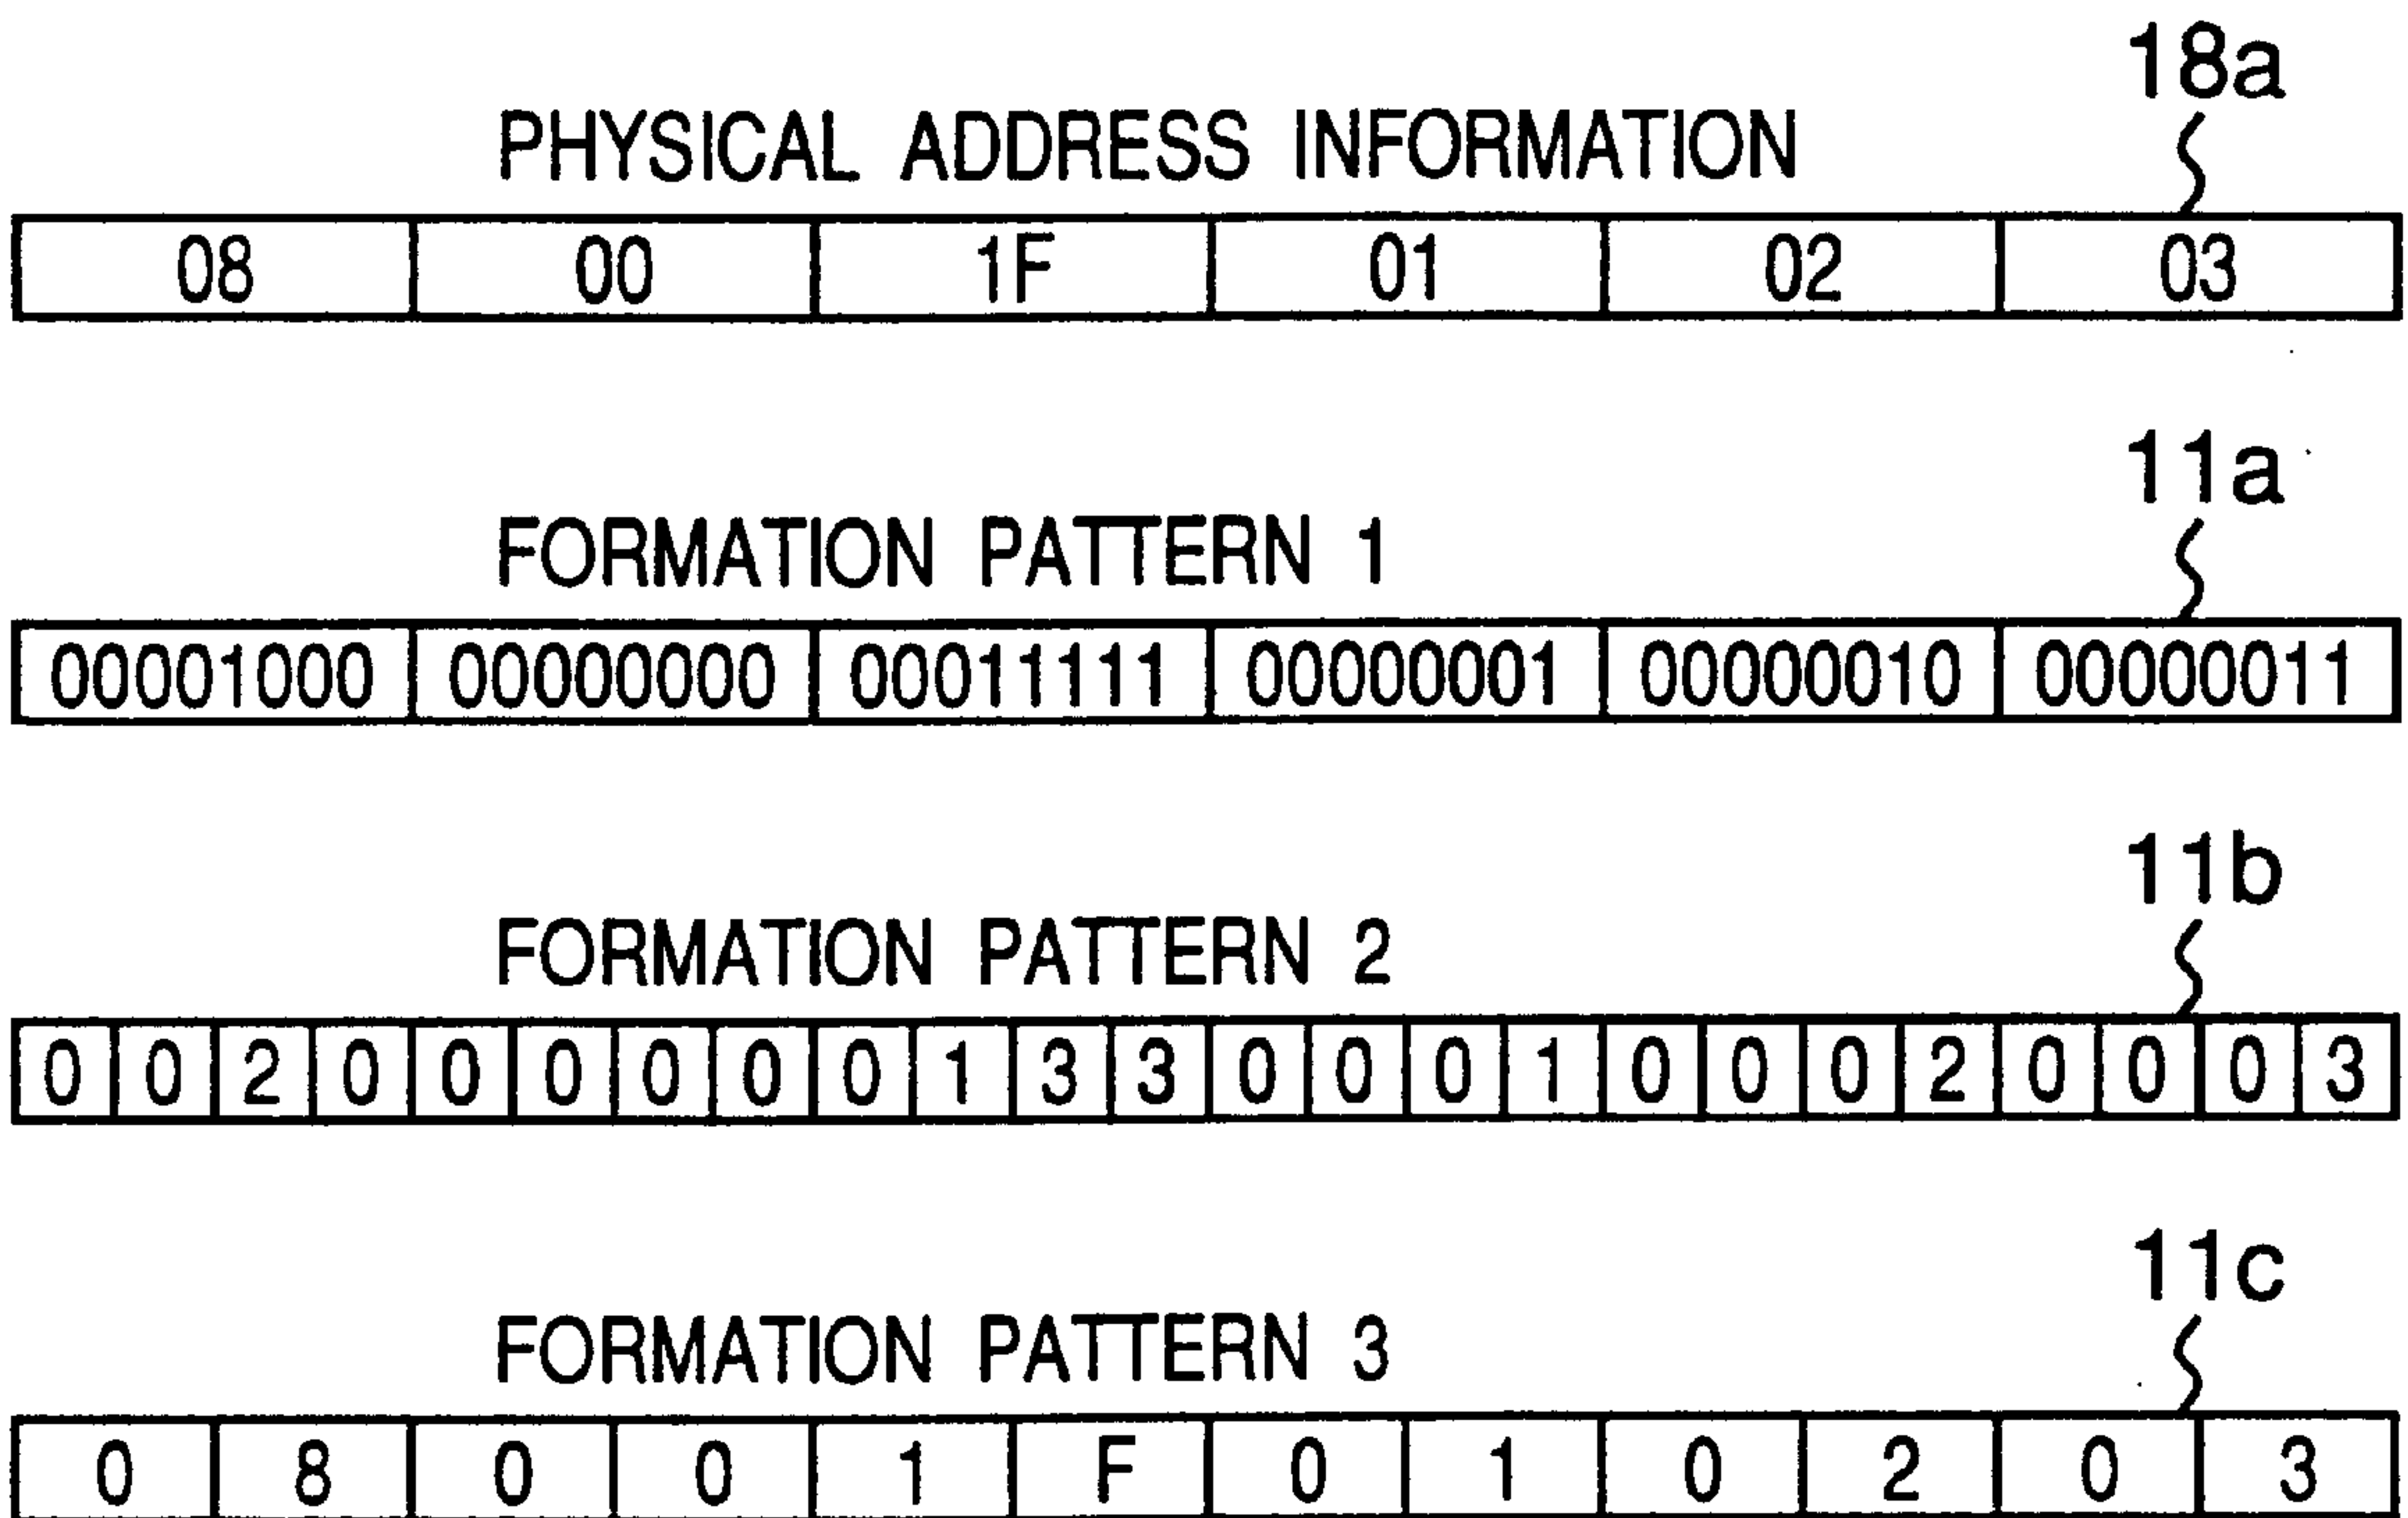 18a
PHYSICAL ADDRESS INFORMATION
08 00 1F 01 02 03
11a
FORMATION PATTERN 1
00001000 00000000 00011111 00000001 00000010 00000011
11b
FORMATION PATTERN 2
0 0 2 0 0 0 0 0 0 1 3 3 0 0 0 1 0 0 0 2 0 0 0 3
11c
FORMATION PATTERN 3
0 8 0 0 1 F 0 1 0 2 0 3